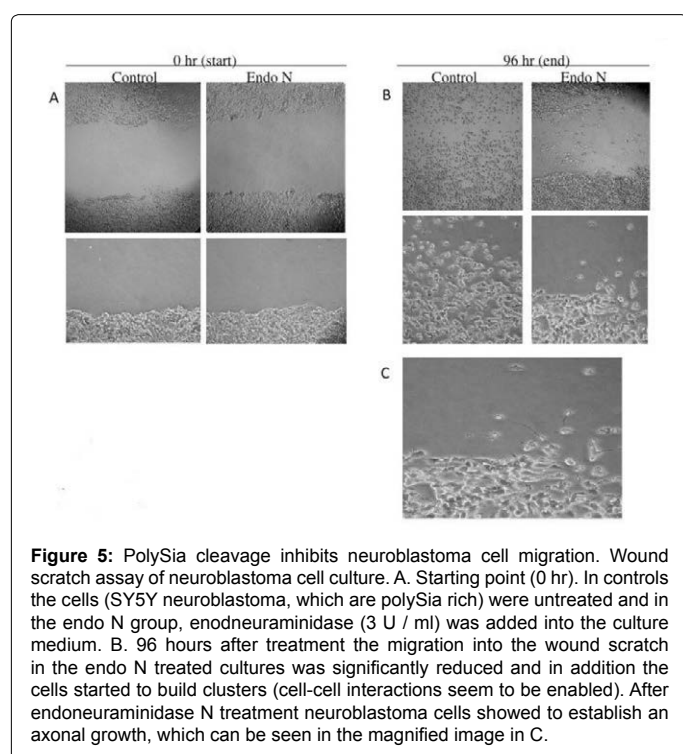 0 hr (start)
96 hr (end)
Control
Endo N
Control
Endo N
A
B
C
Figure 5: PolySia cleavage inhibits neuroblastoma cell migration. Wound
scratch assay of neuroblastoma cell culture. A. Starting point (0 hr). In controls
the cells (SY5Y neuroblastoma, which are polySia rich) were untreated and in
the endo N group, enodneuraminidase (3 U / ml) was added into the culture
medium. B. 96 hours after treatment the migration into the wound scratch
in the endo N treated cultures was significantly reduced and in addition the
cells started to build clusters (cell-cell interactions seem to be enabled). After
endoneuraminidase N treatment neuroblastoma cells showed to establish an
axonal growth, which can be seen in the magnified image in C.